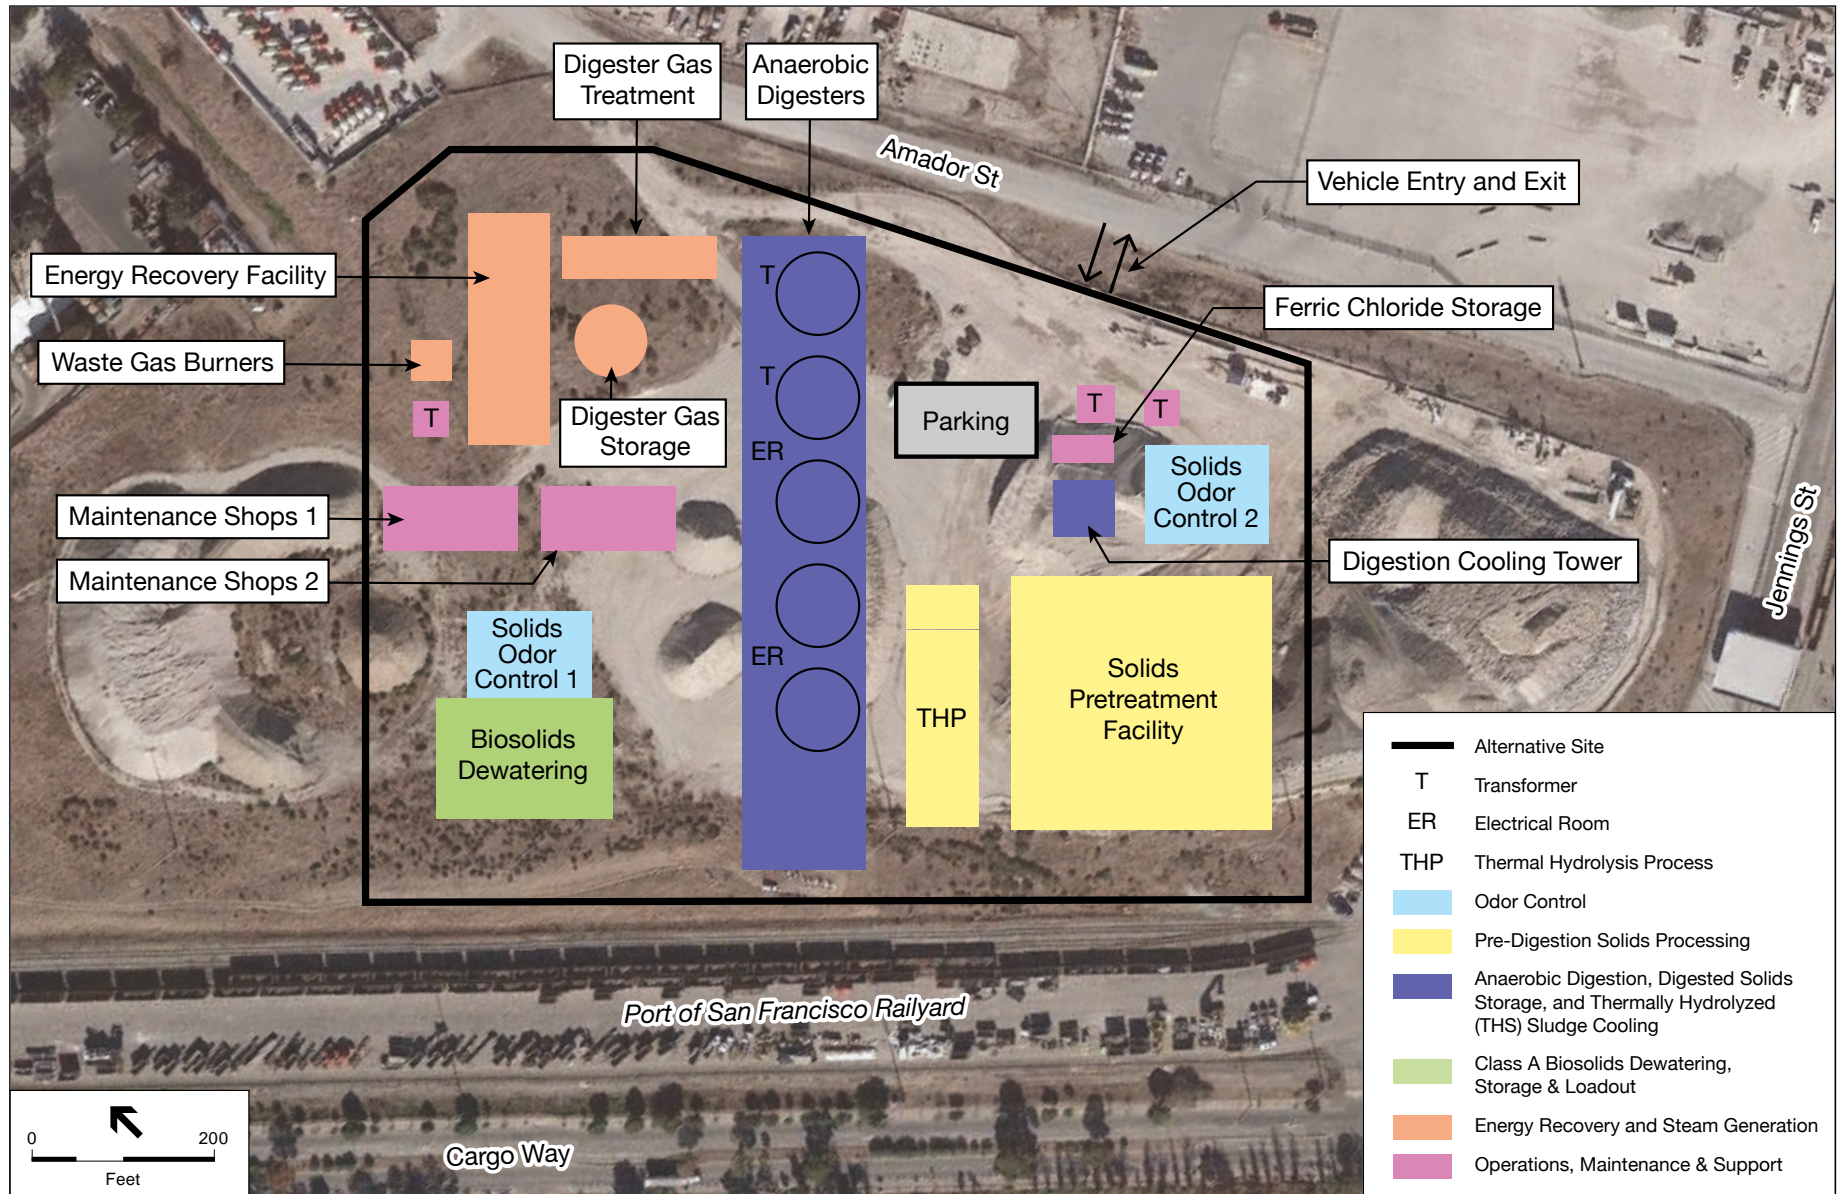 Digester Gas
Treatment
Anaerobic
Digesters
Amador St
Vehicle Entry and Exit
Energy Recovery Facility
T
Ferric Chloride Storage
Waste Gas Burners
T
T
Digester Gas
Storage
Parking
T
T
ER
Solids
Odor
Control 2
Maintenance Shops 1
Maintenance Shops 2
Digestion Cooling Tower
Jennings St
Solids
Odor
Control 1
ER
Biosolids
Dewatering
THP
Solids
Pretreatment
Facility
Alternative Site
T
Transformer
ER
Electrical Room
THP
Thermal Hydrolysis Process
Odor Control
Pre-Digestion Solids Processing
Anaerobic Digestion, Digested Solids
Storage, and Thermally Hydrolyzed
(THS) Sludge Cooling
Class A Biosolids Dewatering,
Storage & Loadout
Energy Recovery and Steam Generation
Operations, Maintenance & Support
Port of San Francisco Railyard
Cargo Way
0
200
Feet